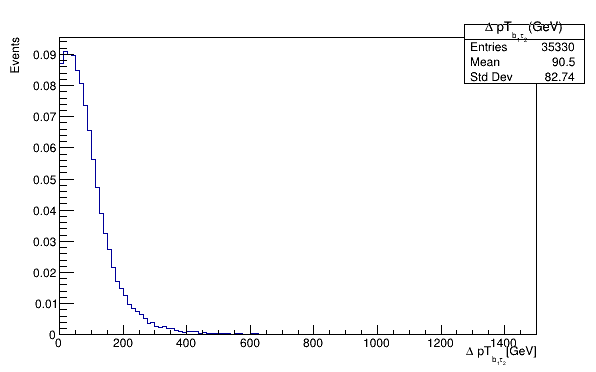 Δ pT b₁τ₂ (GeV)
Entries 35330
Mean 90.5
Std Dev 82.74
Events
0.09
0.08
0.07
0.06
0.05
0.04
0.03
0.02
0.01
0
0 200 400 600 800 1000 1200 1400
Δ pT b₁τ₂ [GeV]